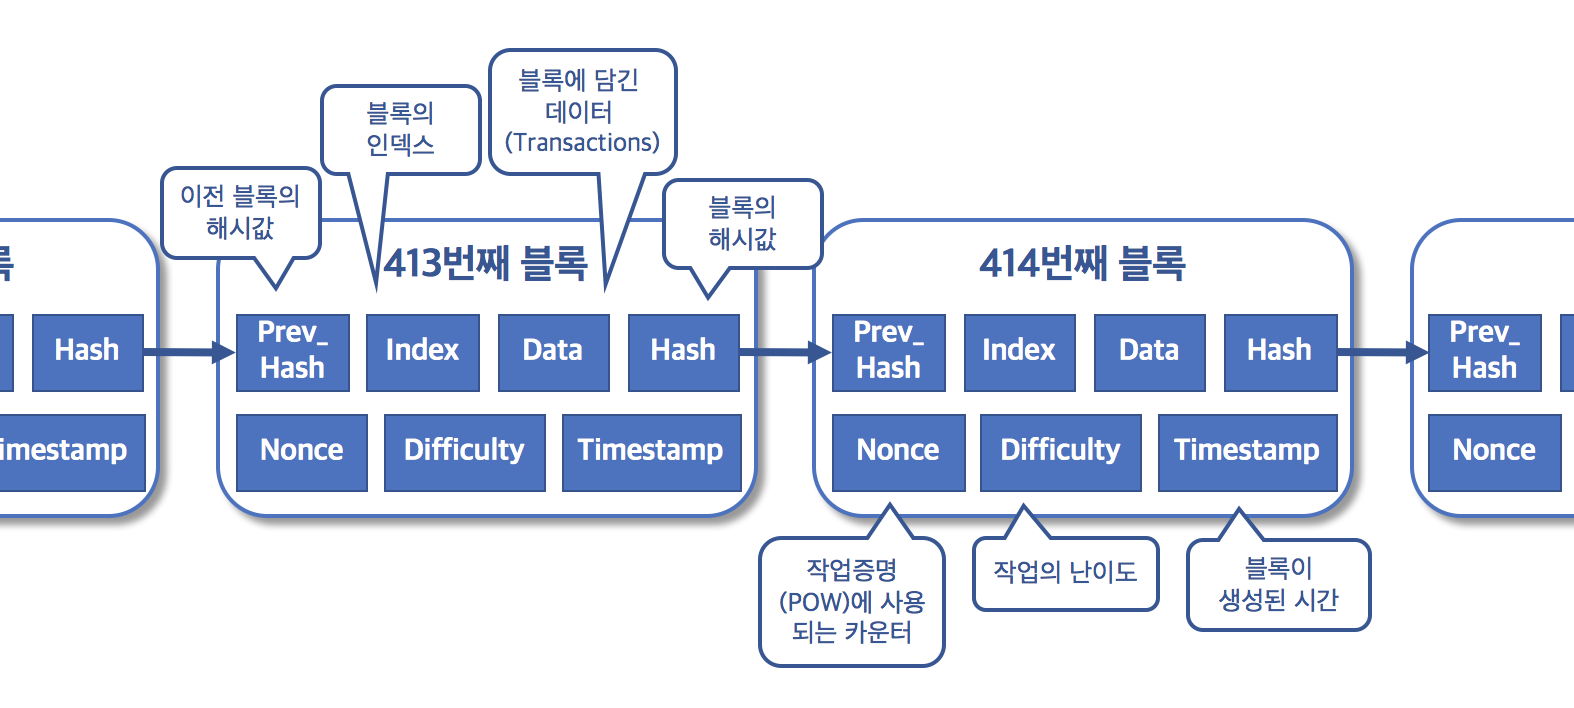 블록에 담긴
데이터
(Transactions)
블록의
인덱스
이전 블록의
해시값
블록의
해시값
록
413번째 블록
414번째 블록
Hash
Prev_
Hash
Index
Data
Hash
Prev_
Hash
Index
Data
Hash
Prev_
Hash
imestamp
Nonce
Difficulty
Timestamp
Nonce
Difficulty
Timestamp
Nonce
작업증명
(POW)에 사용
되는 카운터
작업의 난이도
블록이
생성된 시간